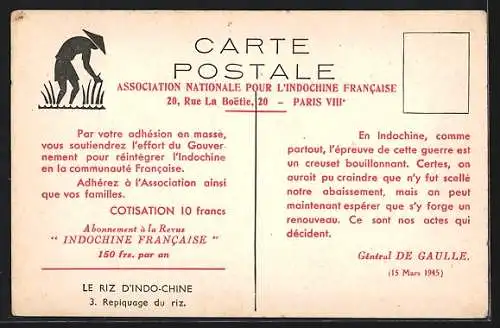 CARTE
POSTALE
ASSOCIATION NATIONALE POUR L'INDOCHINE FRANÇAISE
20, Rue La Boëtie, 20 – PARIS VIIIe
Par votre adhésion en masse,
vous soutiendrez l'effort du Gouver-
nement pour réintégrer l'Indochine
en la communauté Française.
Adhérez à l'Association ainsi
que vos familles.
COTISATION 10 francs
Abonnement à la Revue
" INDOCHINE FRANÇAISE "
150 frs. par an
LE RIZ D'INDO-CHINE
3. Repiquage du riz.
En Indochine, comme
partout, l'épreuve de cette guerre est
un creuset bouillonnant. Certes, on
aurait pu craindre que n'y fut scellé
notre abaissement, mais on peut
maintenant espérer que s'y forge un
renouveau. Ce sont nos actes qui
décident.
Général DE GAULLE.
(15 Mars 1945)